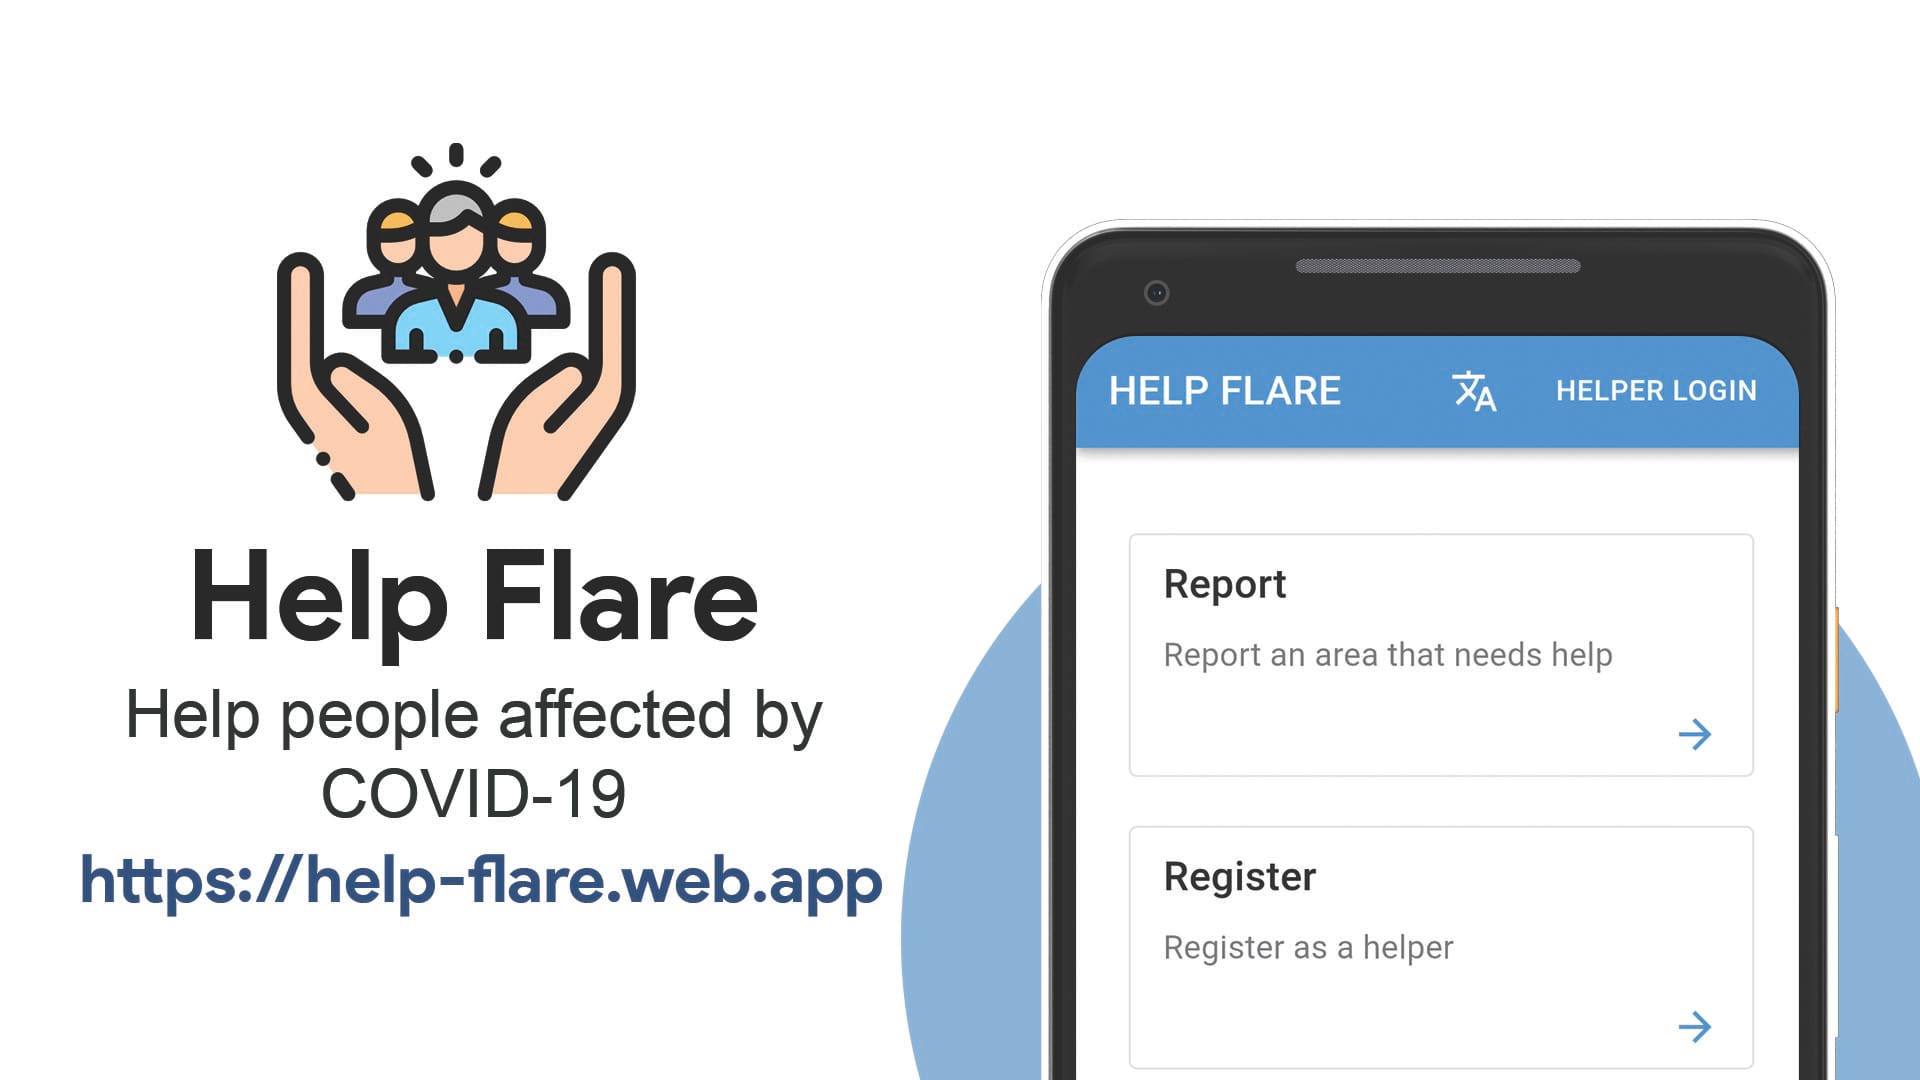 Help Flare
Help people affected by
COVID-19
https://help-flare.web.app
HELP FLARE
HELPER LOGIN
Report
Report an area that needs help
Register
Register as a helper